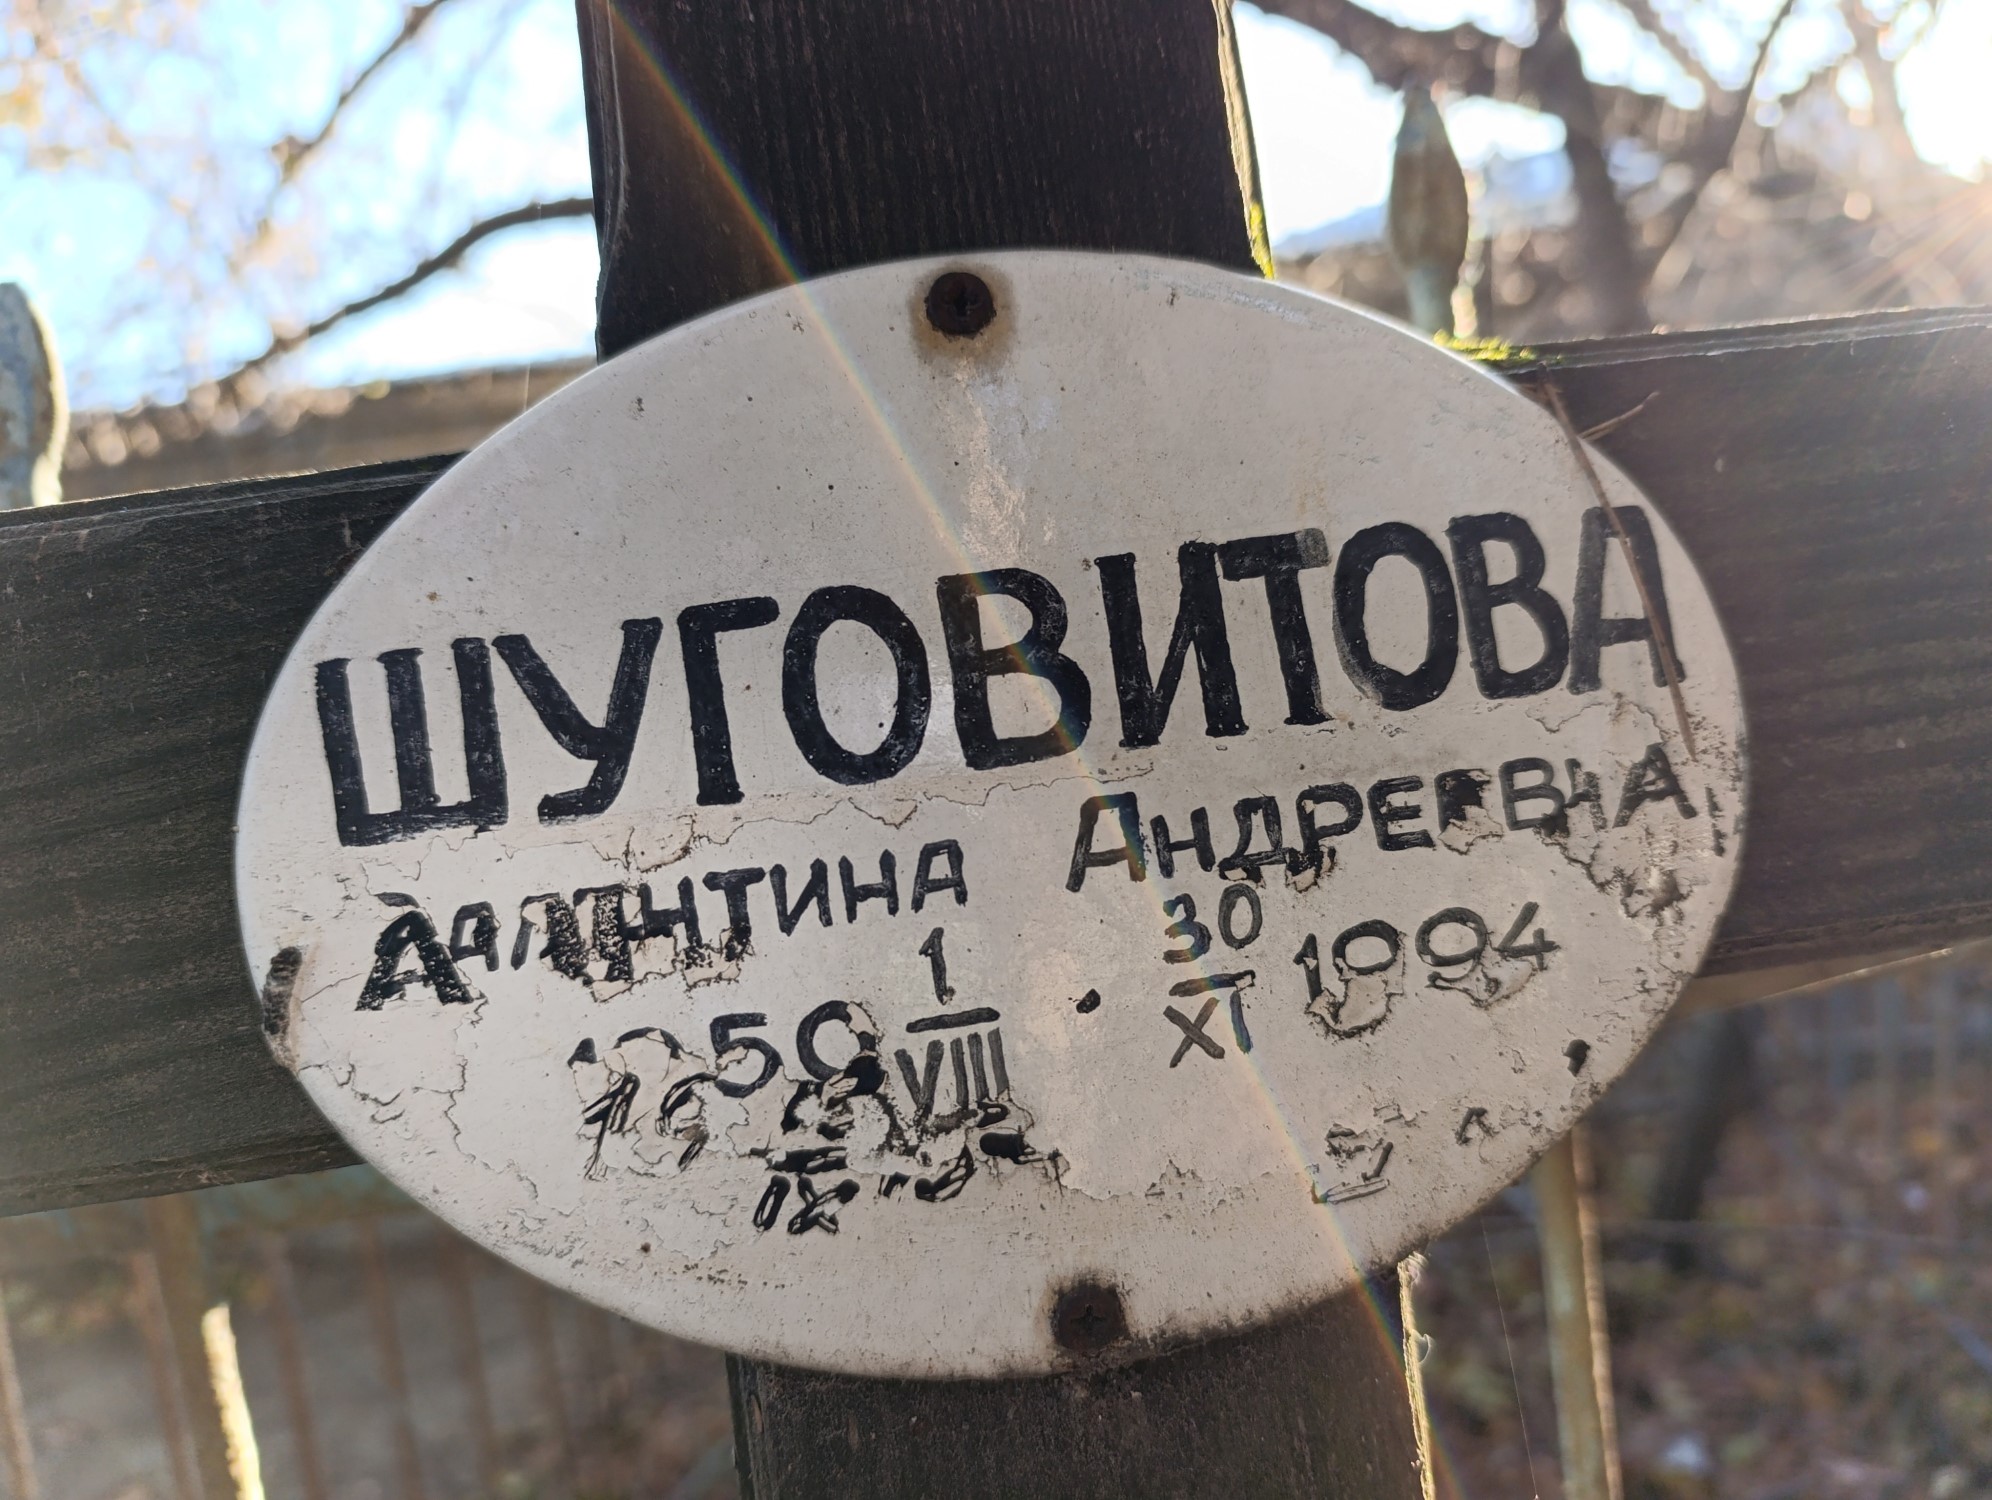 ШУГОВИТОВА
ВАЛЕНТИНА АНДРЕЕВНА
1/VIII · 30/XI 1994